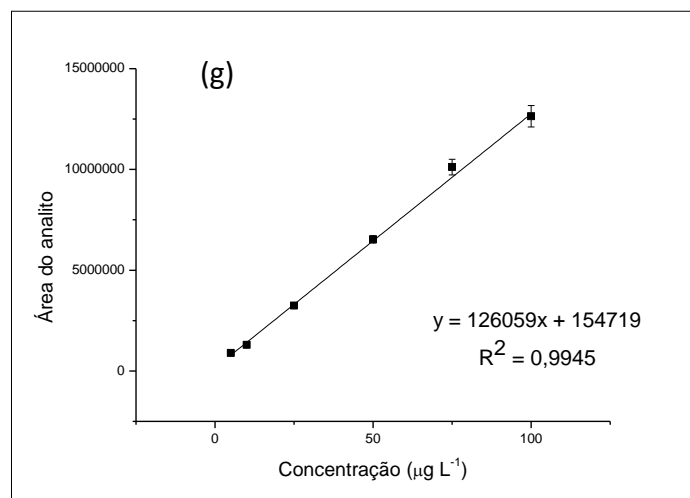 (g)
15000000
10000000
5000000
0
Área do analito
y = 126059x + 154719
R² = 0,9945
0
50
100
Concentração (μg L⁻¹)